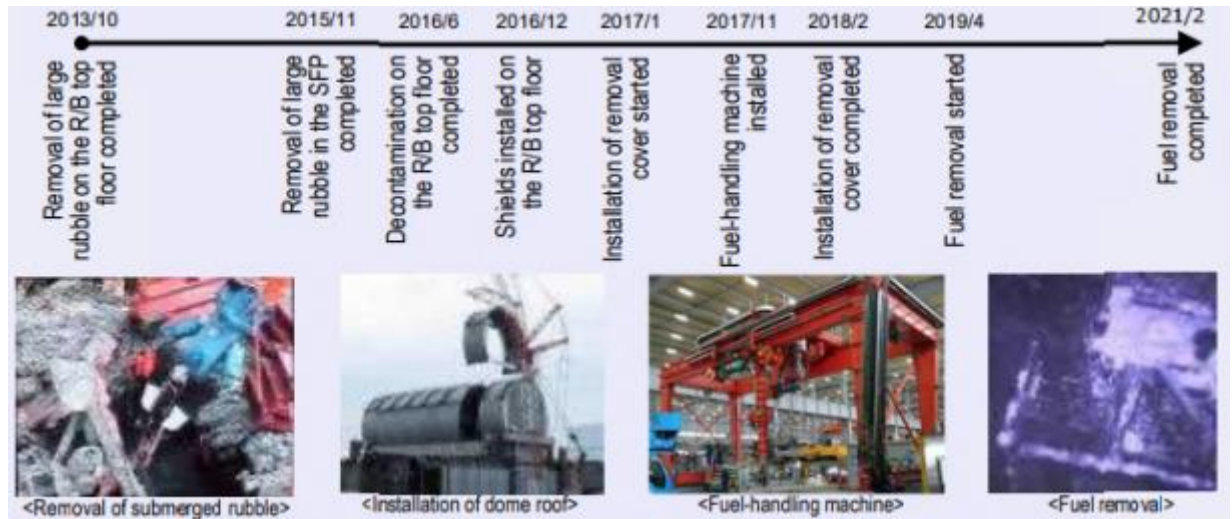 2013/10
2015/11
2016/6
2016/12
2017/1
2017/11
2018/2
2019/4
2021/2
Removal of large
rubble on the R/B top
floor completed
Removal of large
rubble in the SFP
completed
Decontamination on
the R/B top floor
completed
Shields installed on
the R/B top floor
Installation of removal
cover started
Fuel-handling machine
installed
Installation of removal
cover completed
Fuel removal started
Fuel removal
completed
<Removal of submerged rubble>
<Installation of dome roof>
<Fuel-handling machine>
<Fuel removal>